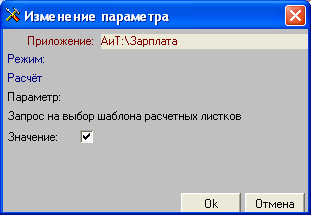 Изменение параметра
Приложение: АиТ:\Зарплата
Режим:
Расчёт
Параметр:
Запрос на выбор шаблона расчетных листков
Значение:
Ok Отмена